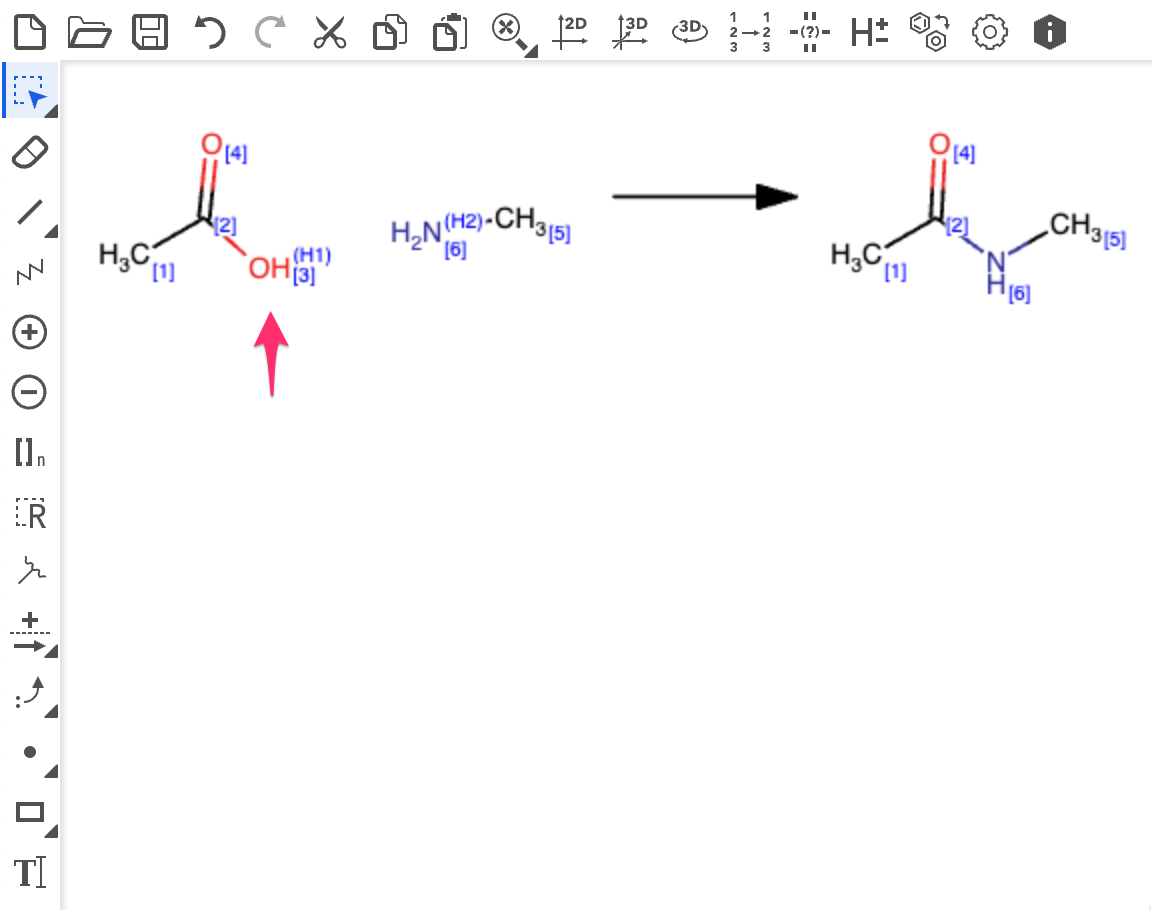 2D 3D 3D 1 2 3 1 2 3 (?) H±
O[4] O[4]
[2] (H2) CH3[5] [2] CH3[5]
H3C[1] OH(H1)[3] H2N[6] H3C[1] N
H[6]
[]n
R
T